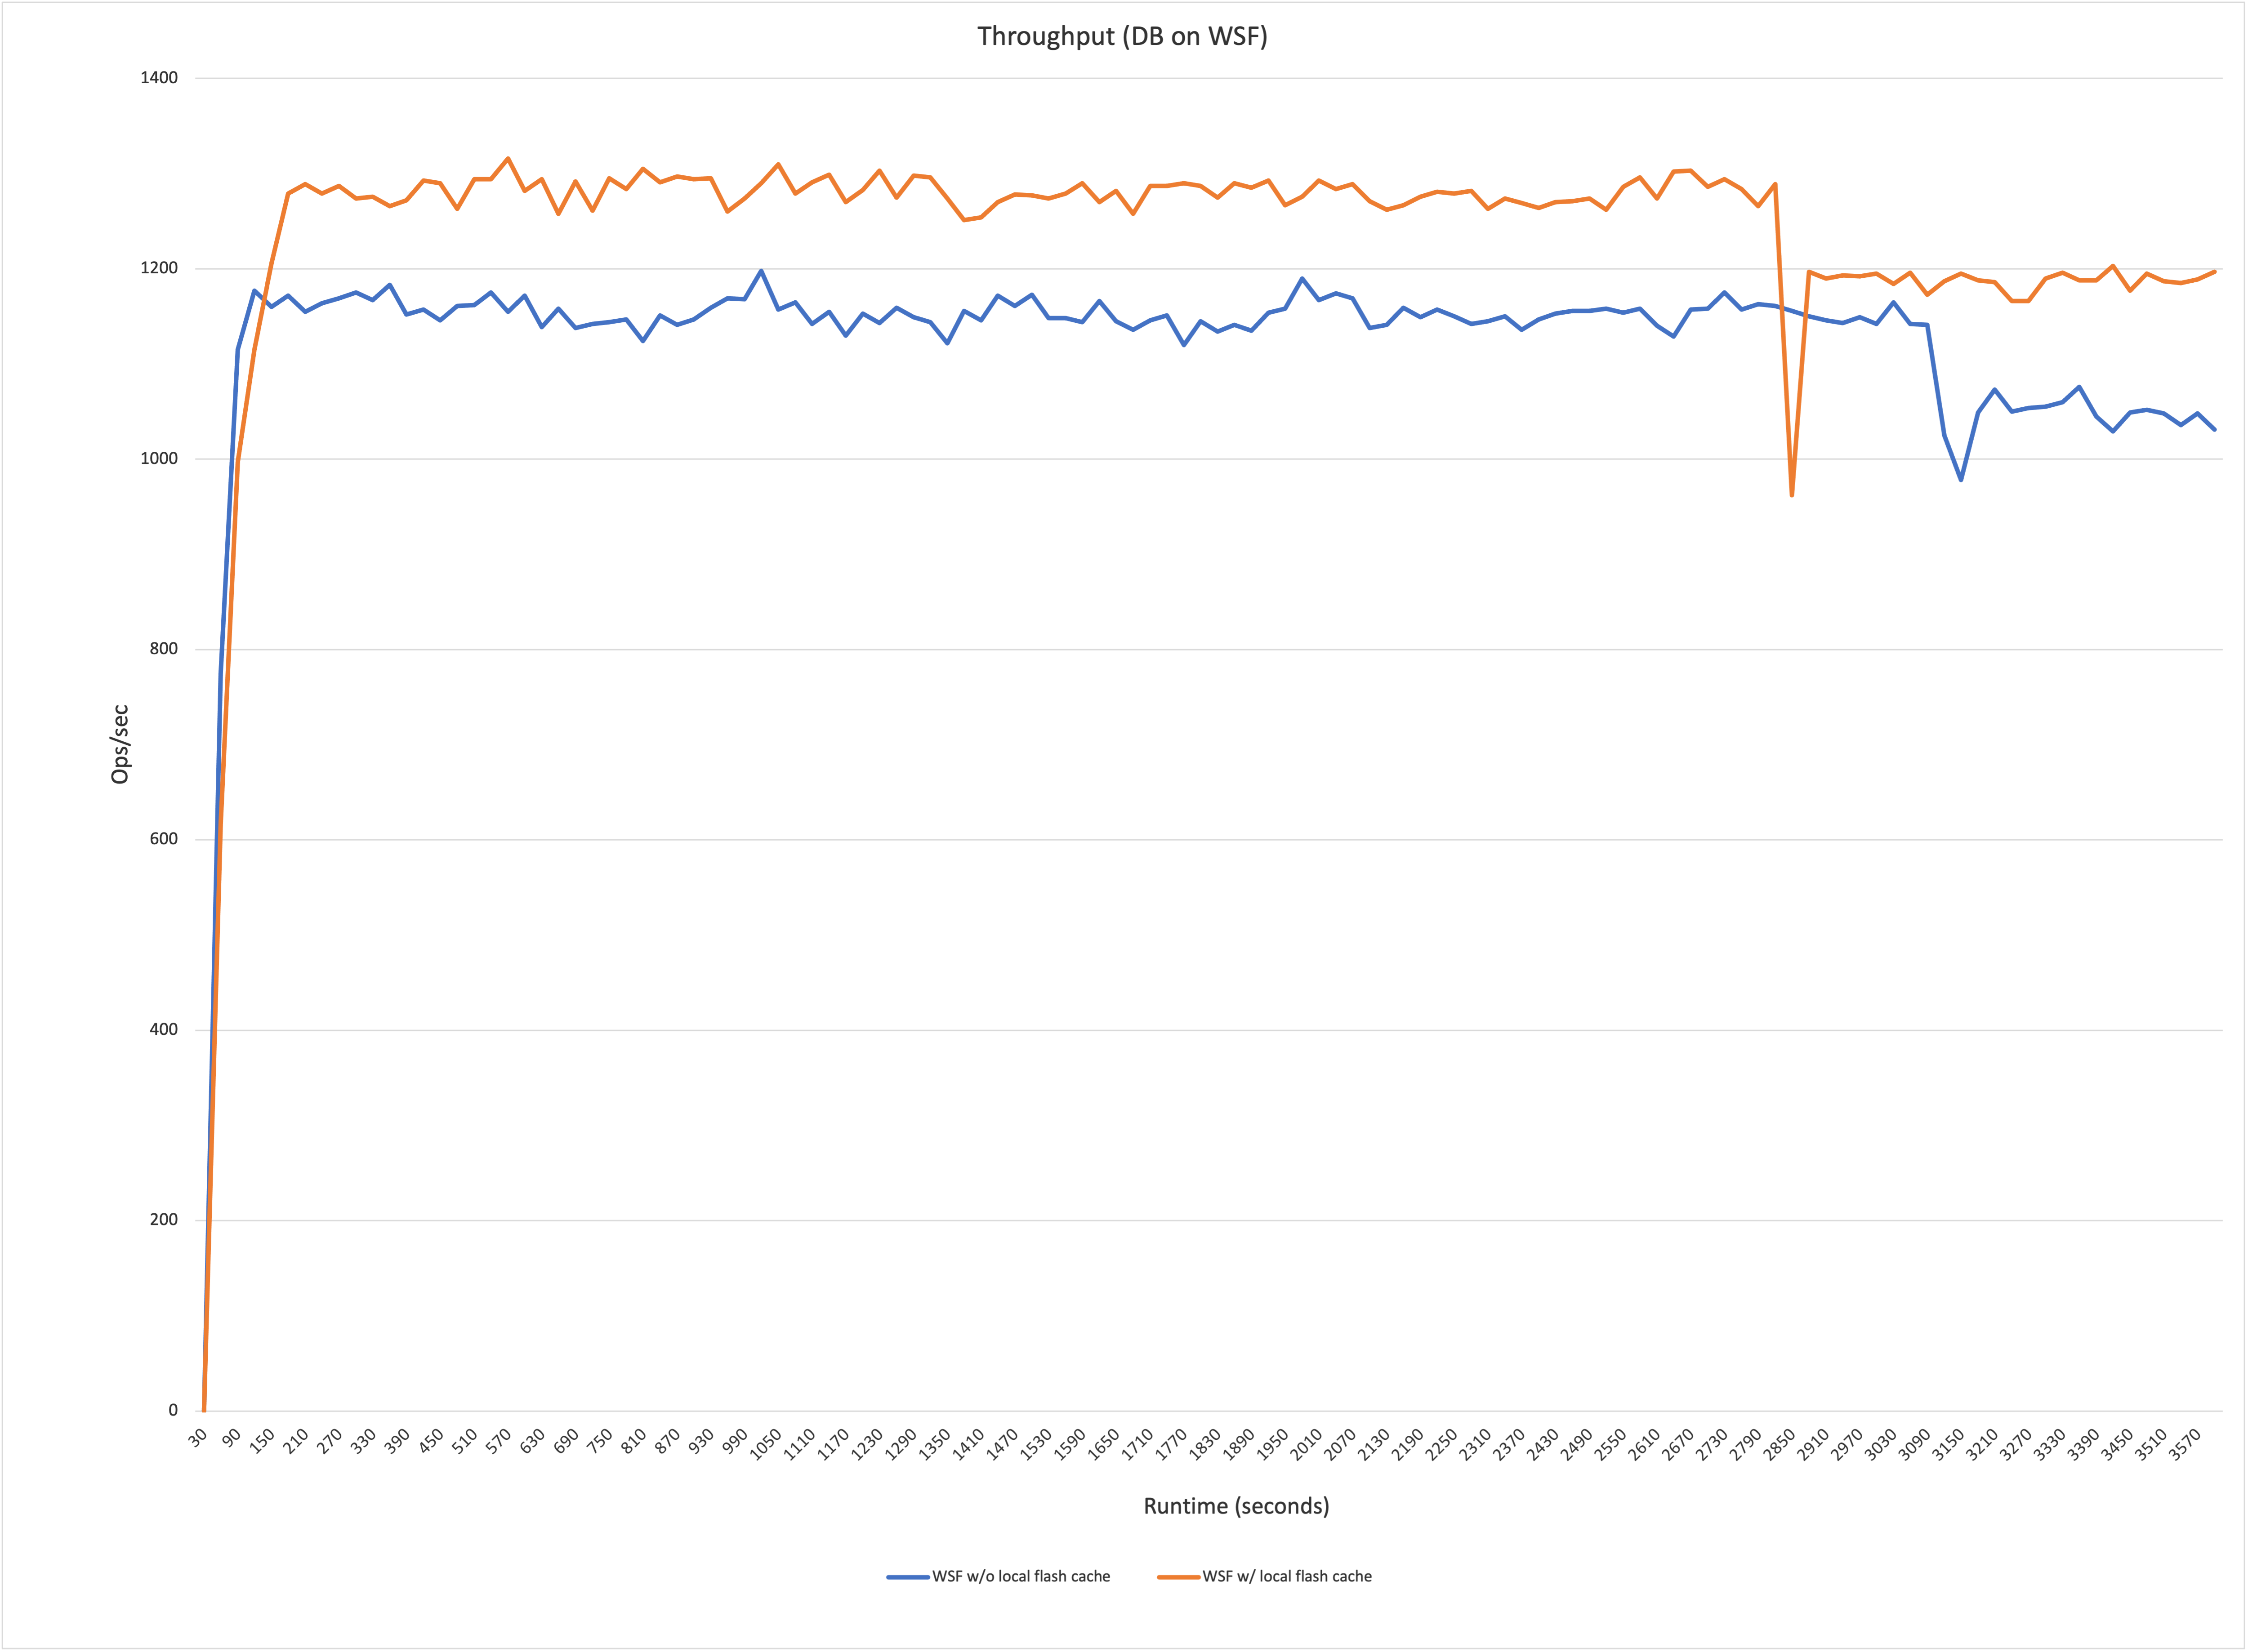 Throughput (DB on WSF)
1400
1200
1000
800
600
400
200
0
Ops/sec
30 90 150 210 270 330 390 450 510 570 630 690 750 810 870 930 990 1050 1110 1170 1230 1290 1350 1410 1470 1530 1590 1650 1710 1770 1830 1890 1950 2010 2070 2130 2190 2250 2310 2370 2430 2490 2550 2610 2670 2730 2790 2850 2910 2970 3030 3090 3150 3210 3270 3330 3390 3450 3510 3570
Runtime (seconds)
WSF w/o local flash cache WSF w/ local flash cache